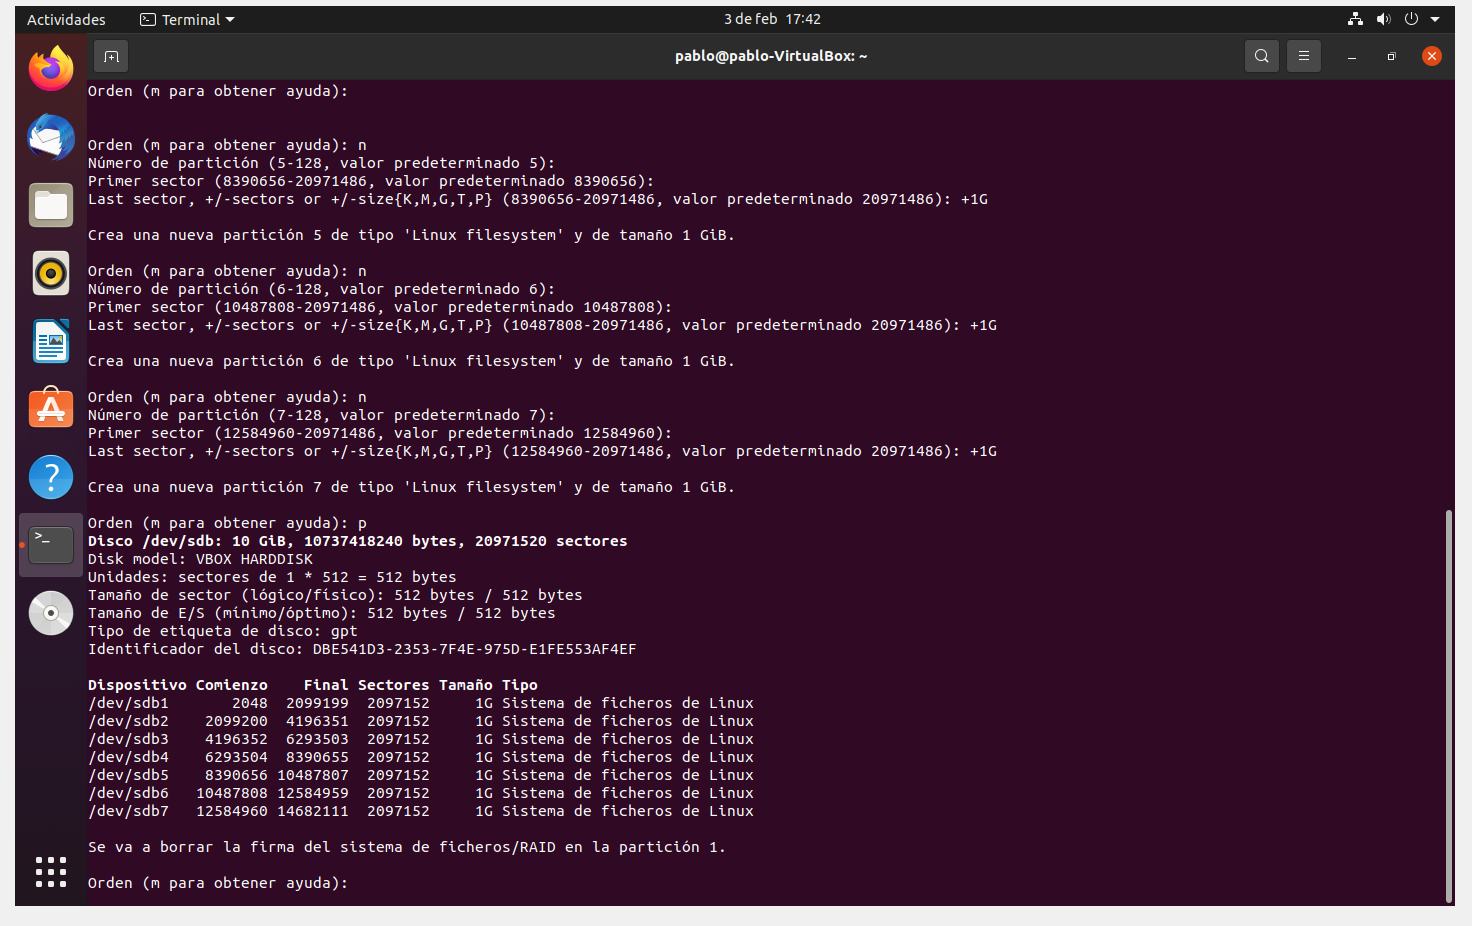 Actividades Terminal 3 de feb 17:42
pablo@pablo-VirtualBox: ~
Orden (m para obtener ayuda):
Orden (m para obtener ayuda): n
Número de partición (5-128, valor predeterminado 5):
Primer sector (8390656-20971486, valor predeterminado 8390656):
Last sector, +/-sectors or +/-size{K,M,G,T,P} (8390656-20971486, valor predeterminado 20971486): +1G
Crea una nueva partición 5 de tipo 'Linux filesystem' y de tamaño 1 GiB.
Orden (m para obtener ayuda): n
Número de partición (6-128, valor predeterminado 6):
Primer sector (10487808-20971486, valor predeterminado 10487808):
Last sector, +/-sectors or +/-size{K,M,G,T,P} (10487808-20971486, valor predeterminado 20971486): +1G
Crea una nueva partición 6 de tipo 'Linux filesystem' y de tamaño 1 GiB.
Orden (m para obtener ayuda): n
Número de partición (7-128, valor predeterminado 7):
Primer sector (12584960-20971486, valor predeterminado 12584960):
Last sector, +/-sectors or +/-size{K,M,G,T,P} (12584960-20971486, valor predeterminado 20971486): +1G
Crea una nueva partición 7 de tipo 'Linux filesystem' y de tamaño 1 GiB.
Orden (m para obtener ayuda): p
Disco /dev/sdb: 10 GiB, 10737418240 bytes, 20971520 sectores
Disk model: VBOX HARDDISK
Unidades: sectores de 1 * 512 = 512 bytes
Tamaño de sector (lógico/físico): 512 bytes / 512 bytes
Tamaño de E/S (mínimo/óptimo): 512 bytes / 512 bytes
Tipo de etiqueta de disco: gpt
Identificador del disco: DBE541D3-2353-7F4E-975D-E1FE553AF4EF
Dispositivo Comienzo Final Sectores Tamaño Tipo
/dev/sdb1 2048 2099199 2097152 1G Sistema de ficheros de Linux
/dev/sdb2 2099200 4196351 2097152 1G Sistema de ficheros de Linux
/dev/sdb3 4196352 6293503 2097152 1G Sistema de ficheros de Linux
/dev/sdb4 6293504 8390655 2097152 1G Sistema de ficheros de Linux
/dev/sdb5 8390656 10487807 2097152 1G Sistema de ficheros de Linux
/dev/sdb6 10487808 12584959 2097152 1G Sistema de ficheros de Linux
/dev/sdb7 12584960 14682111 2097152 1G Sistema de ficheros de Linux
Se va a borrar la firma del sistema de ficheros/RAID en la partición 1.
Orden (m para obtener ayuda):